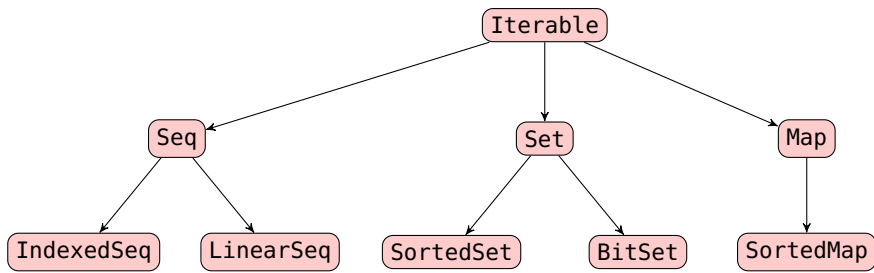 Iterable
Seq
Set
Map
IndexedSeq
LinearSeq
SortedSet
BitSet
SortedMap